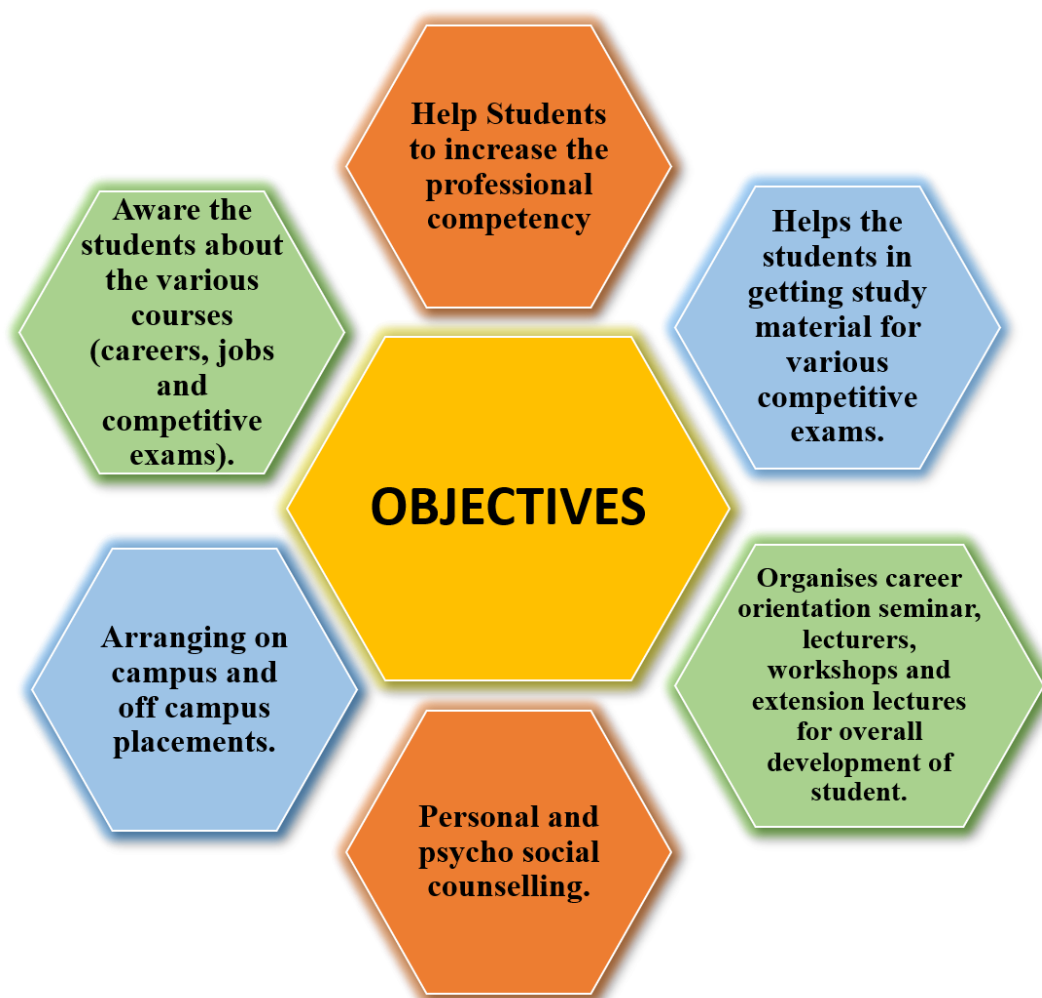 Help Students
to increase the
professional
competency
Helps the
students in
getting study
material for
various
competitive
exams.
Organises career
orientation seminar,
lecturers,
workshops and
extension lectures
for overall
development of
student.
Personal and
psycho social
counselling.
Arranging on
campus and
off campus
placements.
Aware the
students about
the various
courses
(careers, jobs
and
competitive
exams).
OBJECTIVES